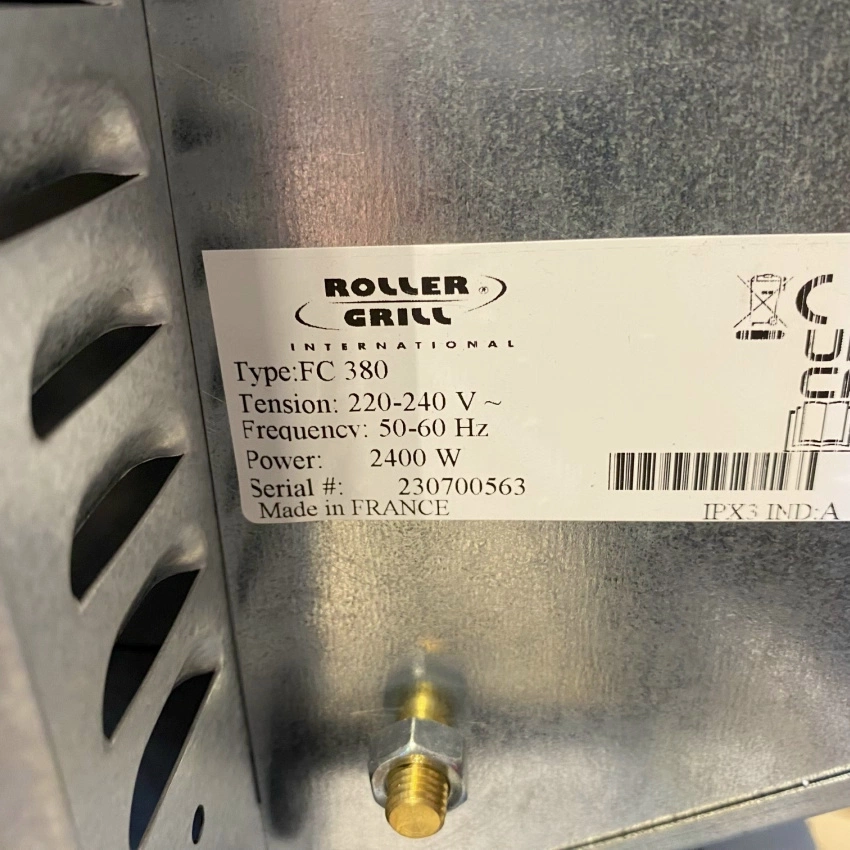 ROLLER ®
GRILL
INTERNATIONAL
Type:FC 380
Tension: 220-240 V ~
Frequency: 50-60 Hz
Power: 2400 W
Serial #: 230700563
Made in FRANCE
IPX3 IND:A